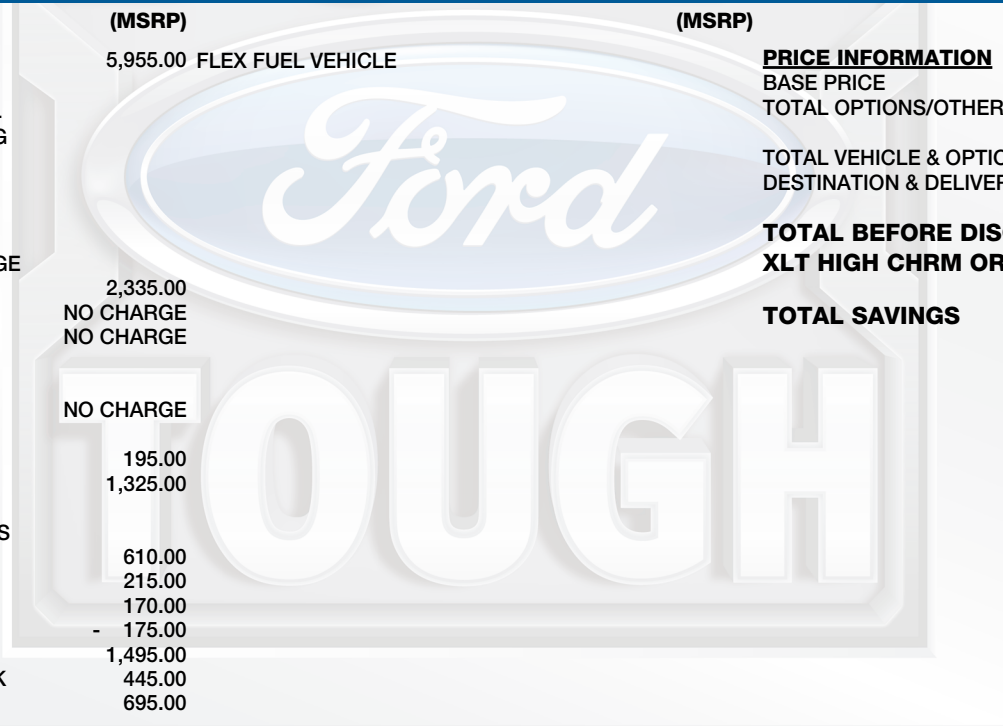 (MSRP)
(MSRP)
5,955.00 FLEX FUEL VEHICLE
G
GE
2,335.00
NO CHARGE
NO CHARGE
NO CHARGE
195.00
1,325.00
S
610.00
215.00
170.00
- 175.00
1,495.00
K
445.00
695.00
PRICE INFORMATION
BASE PRICE
TOTAL OPTIONS/OTHER
TOTAL VEHICLE & OPTIO
DESTINATION & DELIVER
TOTAL BEFORE DIS
XLT HIGH CHRM OR
TOTAL SAVINGS
Ford
TOUGH